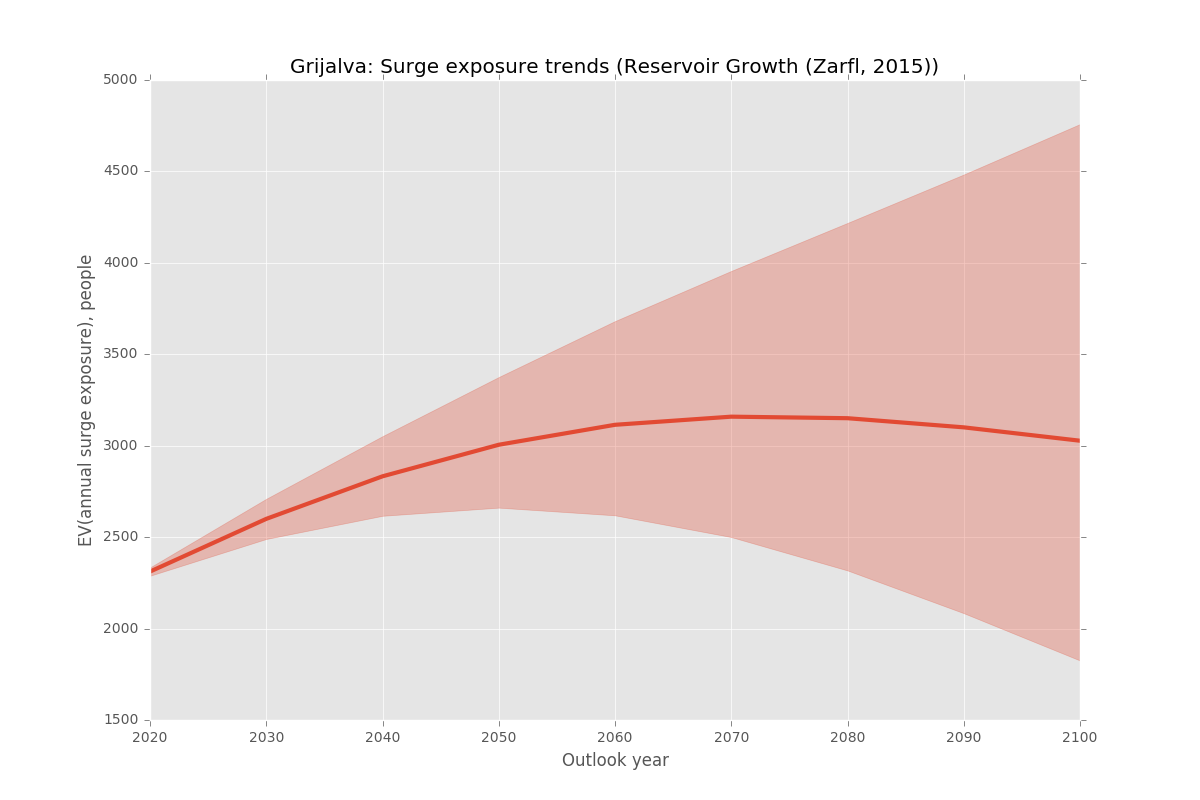 Grijalva: Surge exposure trends (Reservoir Growth (Zarfl, 2015))
EV(annual surge exposure), people
5000
4500
4000
3500
3000
2500
2000
1500
2020 2030 2040 2050 2060 2070 2080 2090 2100
Outlook year